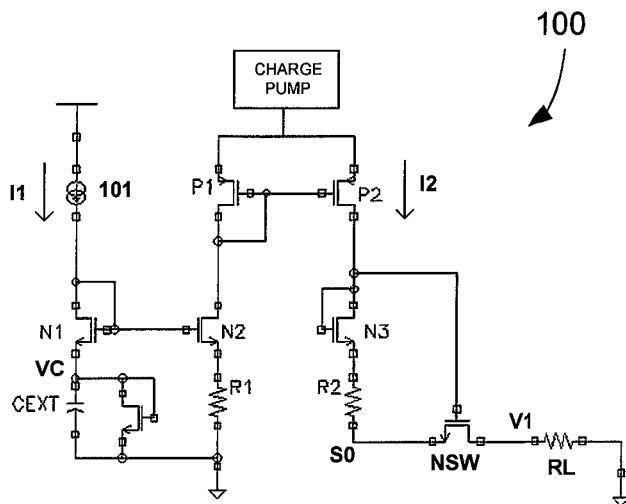 100
CHARGE
PUMP
I1
101
P1
P2
I2
N1
N2
N3
VC
CEXT
R1
R2
S0
NSW
V1
RL